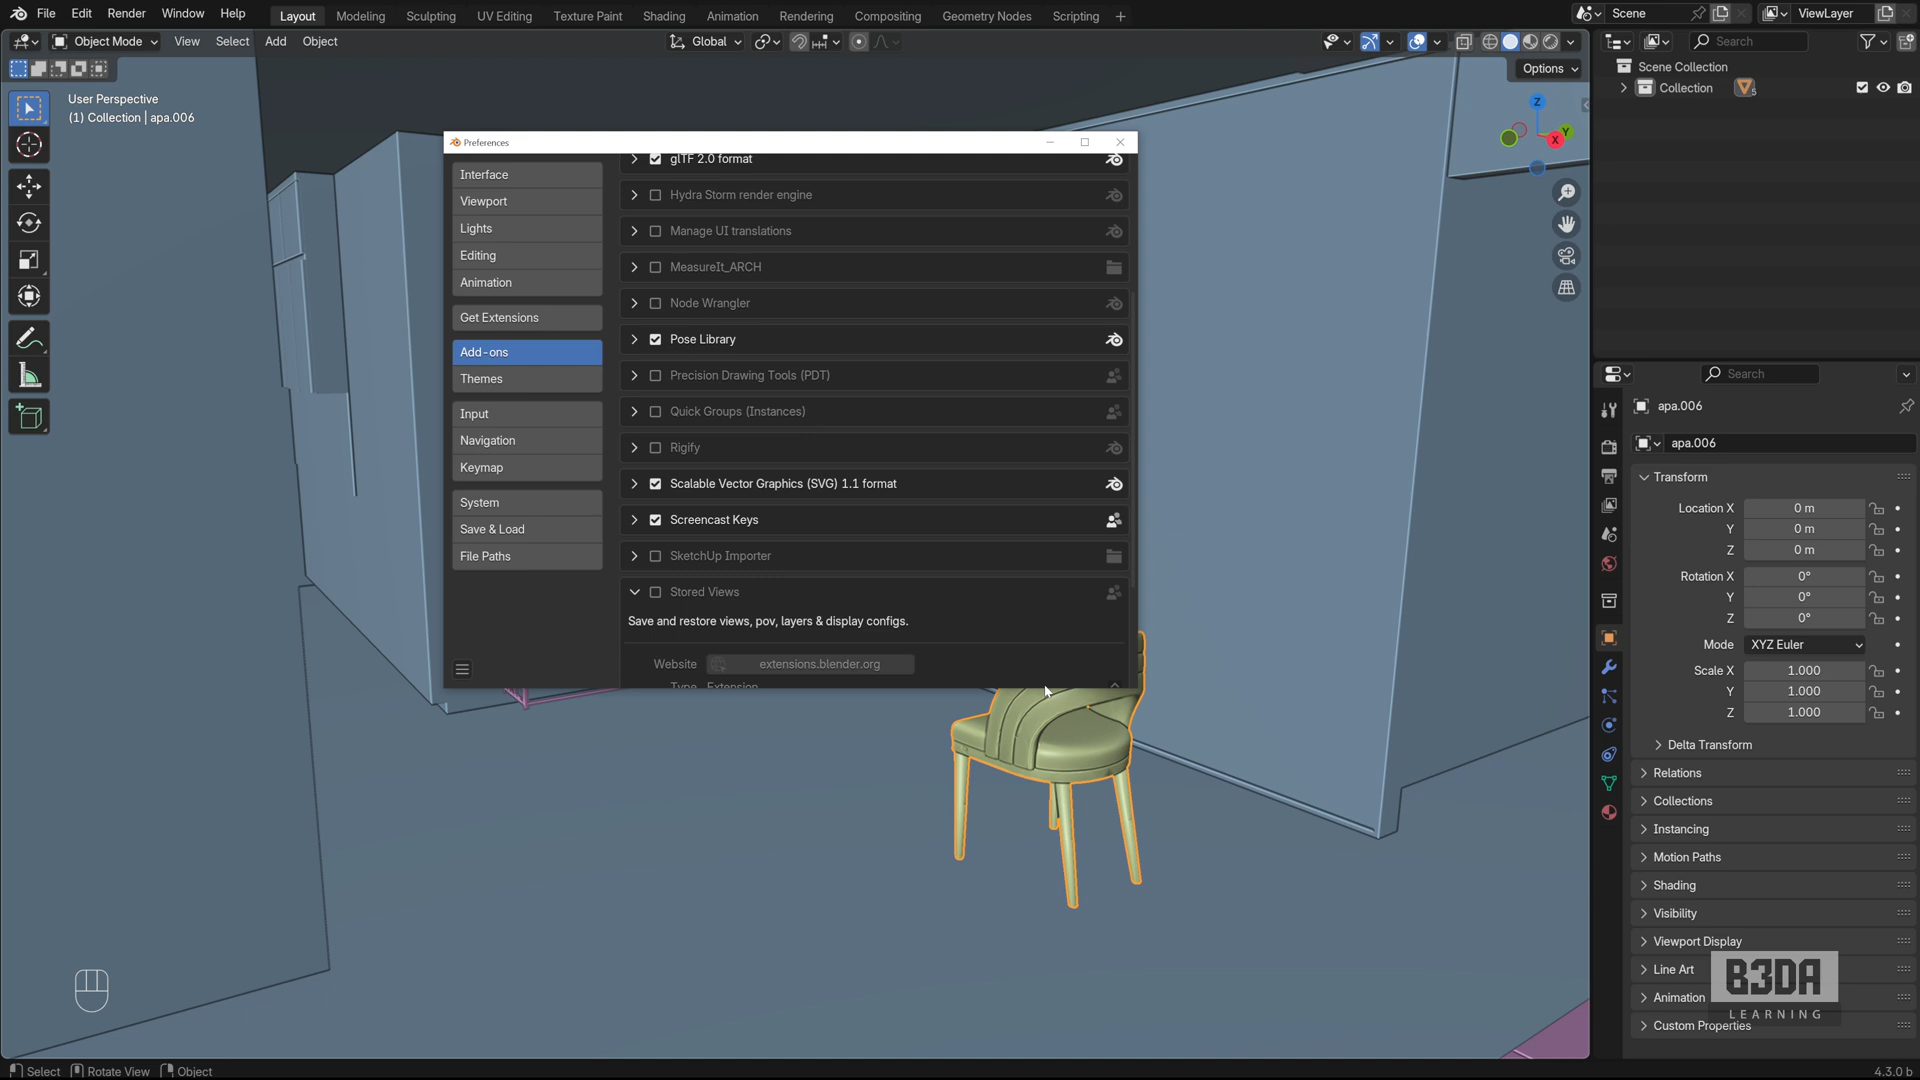 File Edit Render Window Help Layout Modeling Sculpting UV Editing Texture Paint Shading Animation Rendering Compositing Geometry Nodes Scripting + Scene ViewLayer
Object Mode View Select Add Object Global Search
Options
User Perspective
(1) Collection | apa.006
Scene Collection
Collection 5
Z
Y
X
Preferences
Interface
Viewport
Lights
Editing
Animation
Get Extensions
Add-ons
Themes
Input
Navigation
Keymap
System
Save & Load
File Paths
glTF 2.0 format
Hydra Storm render engine
Manage UI translations
MeasureIt_ARCH
Node Wrangler
Pose Library
Precision Drawing Tools (PDT)
Quick Groups (Instances)
Rigify
Scalable Vector Graphics (SVG) 1.1 format
Screencast Keys
SketchUp Importer
Stored Views
Save and restore views, pov, layers & display configs.
Website extensions.blender.org
Type Extension
Search
apa.006
apa.006
Transform
Location X 0 m
Y 0 m
Z 0 m
Rotation X 0°
Y 0°
Z 0°
Mode XYZ Euler
Scale X 1.000
Y 1.000
Z 1.000
Delta Transform
Relations
Collections
Instancing
Motion Paths
Shading
Visibility
Viewport Display
Line Art
Animation
Custom Properties
B3DA
LEARNING
Select Rotate View Object 4.3.0 b